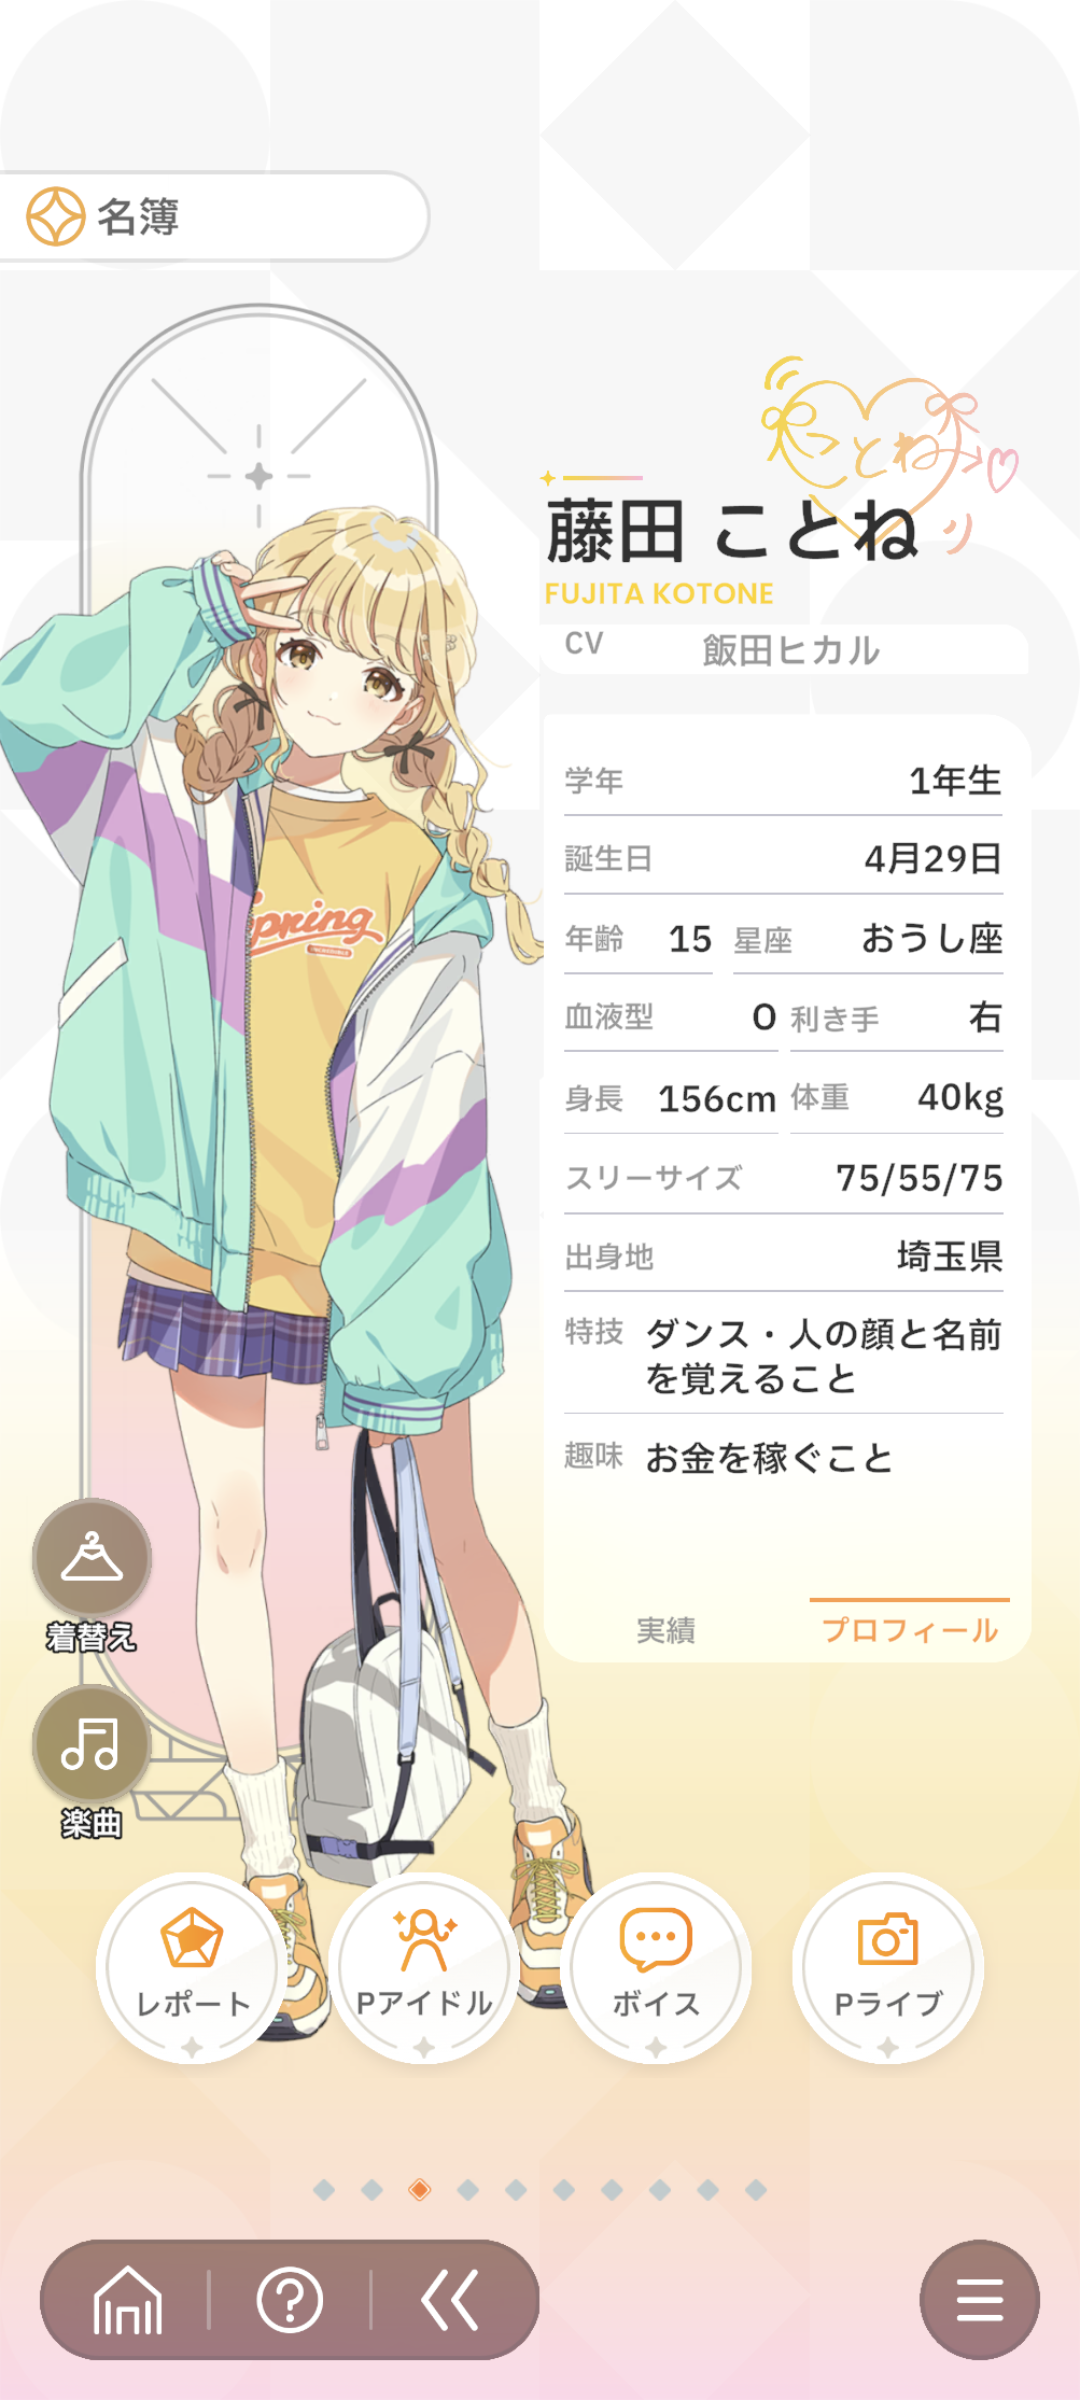 名簿
ことね
藤田 ことね
FUJITA KOTONE
CV 飯田ヒカル
学年 1年生
誕生日 4月29日
年齢 15 星座 おうし座
血液型 O 利き手 右
身長 156cm 体重 40kg
スリーサイズ 75/55/75
出身地 埼玉県
特技 ダンス・人の顔と名前
を覚えること
趣味 お金を稼ぐこと
実績 プロフィール
pring
着替え
楽曲
レポート Pアイドル ボイス Pライブ